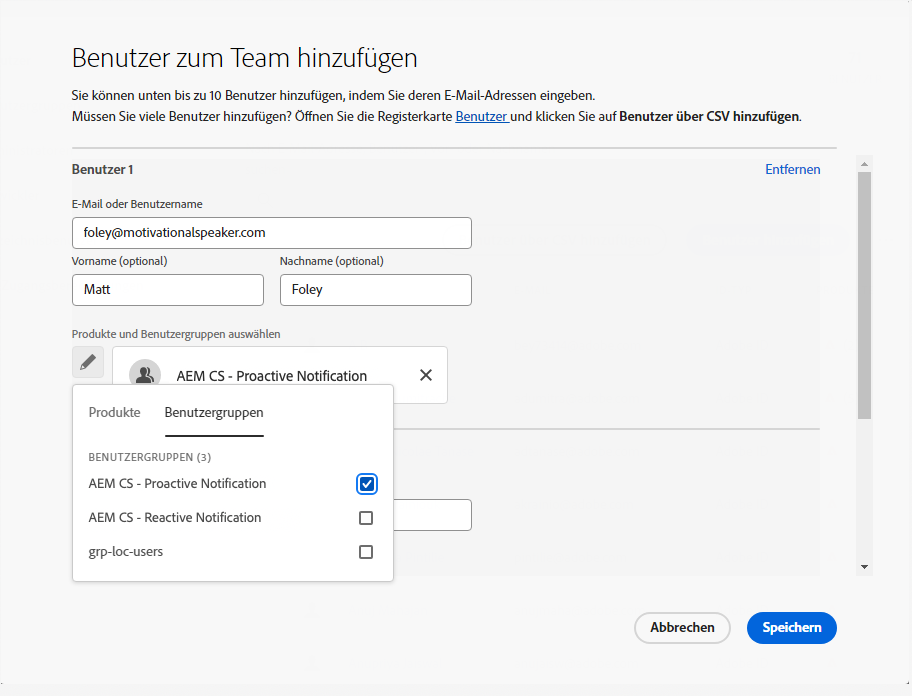 Benutzer zum Team hinzufügen
Sie können unten bis zu 10 Benutzer hinzufügen, indem Sie deren E-Mail-Adressen eingeben.
Müssen Sie viele Benutzer hinzufügen? Öffnen Sie die Registerkarte Benutzer und klicken Sie auf Benutzer über CSV hinzufügen.
Benutzer 1
Entfernen
E-Mail oder Benutzername
foley@motivationalspeaker.com
Vorname (optional)
Nachname (optional)
Matt
Foley
Produkte und Benutzergruppen auswählen
AEM CS - Proactive Notification
Produkte
Benutzergruppen
BENUTZERGRUPPEN (3)
AEM CS - Proactive Notification
AEM CS - Reactive Notification
grp-loc-users
Abbrechen
Speichern